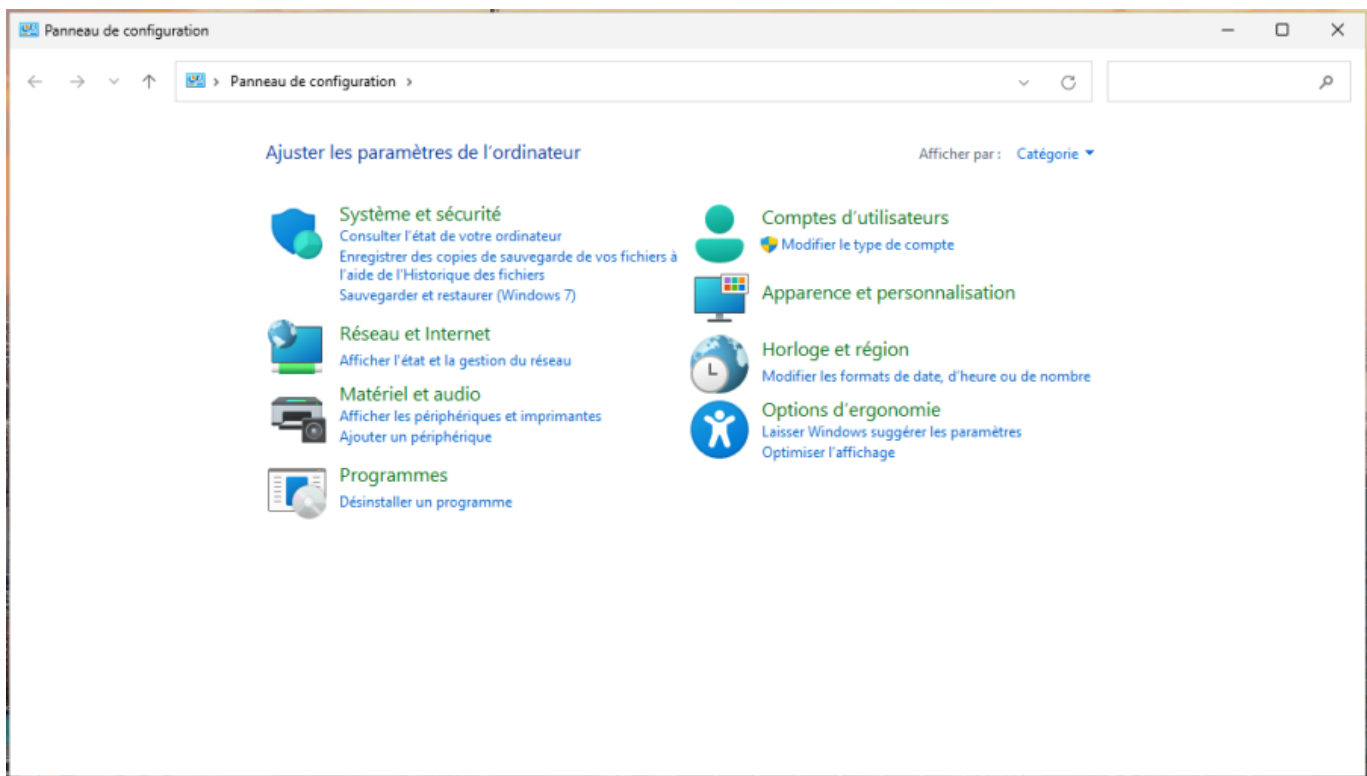 Panneau de configuration
Panneau de configuration
Ajuster les paramètres de l'ordinateur
Afficher par : Catégorie
Système et sécurité
Consulter l'état de votre ordinateur
Enregistrer des copies de sauvegarde de vos fichiers à
l'aide de l'Historique des fichiers
Sauvegarder et restaurer (Windows 7)
Réseau et Internet
Afficher l'état et la gestion du réseau
Matériel et audio
Afficher les périphériques et imprimantes
Ajouter un périphérique
Programmes
Désinstaller un programme
Comptes d'utilisateurs
Modifier le type de compte
Apparence et personnalisation
Horloge et région
Modifier les formats de date, d'heure ou de nombre
Options d'ergonomie
Laisser Windows suggérer les paramètres
Optimiser l'affichage